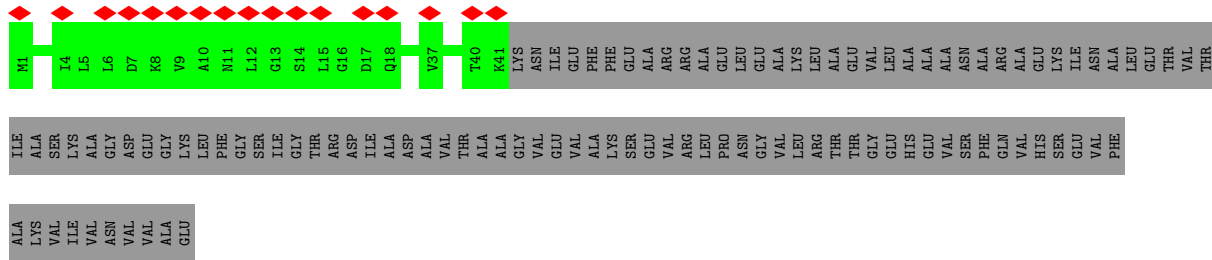 M1 I4 L5 L6 D7 K8 V9 A10 N11 L12 G13 S14 L15 G16 D17 Q18 V37 T40 K41 LYS ASN ILE GLU PHE PHE GLU ALA ARG ARG ALA GLU LEU GLU ALA LYS LEU ALA GLU VAL LEU ALA ALA ALA ASN ALA ARG ALA GLU LYS ILE ASN ALA LEU GLU THR VAL THR
ILE ALA SER LYS ALA GLY ASP GLU GLY LYS LEU PHE GLY SER ILE GLY THR ARG ASP ILE ALA ASP ALA VAL THR ALA ALA GLY VAL GLU VAL ALA LYS SER GLU VAL ARG LEU PRO ASN GLY VAL LEU ARG THR THR GLY GLU HIS GLU VAL SER PHE GLN VAL HIS SER GLU VAL PHE
ALA LYS VAL ILE VAL ASN VAL VAL ALA GLU